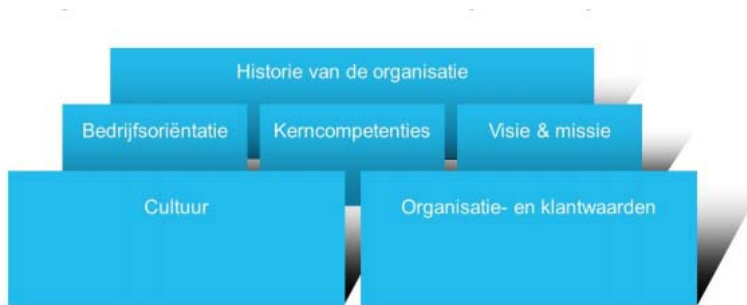 Historie van de organisatie
Bedrijfsoriëntatie
Kerncompetenties
Visie & missie
Cultuur
Organisatie- en klantwaarden